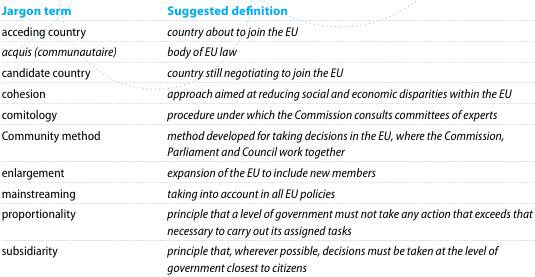 Jargon term Suggested definition
acceding country country about to join the EU
acquis (communautaire) body of EU law
candidate country country still negotiating to join the EU
cohesion approach aimed at reducing social and economic disparities within the EU
comitology procedure under which the Commission consults committees of experts
Community method method developed for taking decisions in the EU, where the Commission,
Parliament and Council work together
enlargement expansion of the EU to include new members
mainstreaming taking into account in all EU policies
proportionality principle that a level of government must not take any action that exceeds that
necessary to carry out its assigned tasks
subsidiarity principle that, wherever possible, decisions must be taken at the level of
government closest to citizens